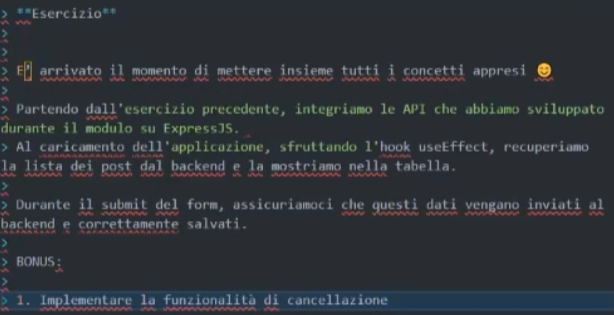 > **Esercizio**
>
>
> E' arrivato il momento di mettere insieme tutti i concetti appresi 😊
>
> Partendo dall'esercizio precedente, integriamo le API che abbiamo sviluppato
durante il modulo su ExpressJS.
> Al caricamento dell'applicazione, sfruttando l'hook useEffect, recuperiamo
la lista dei post dal backend e la mostriamo nella tabella.
>
> Durante il submit del form, assicuriamoci che questi dati vengano inviati al
backend e correttamente salvati.
>
> BONUS:
>
> 1. Implementare la funzionalità di cancellazione